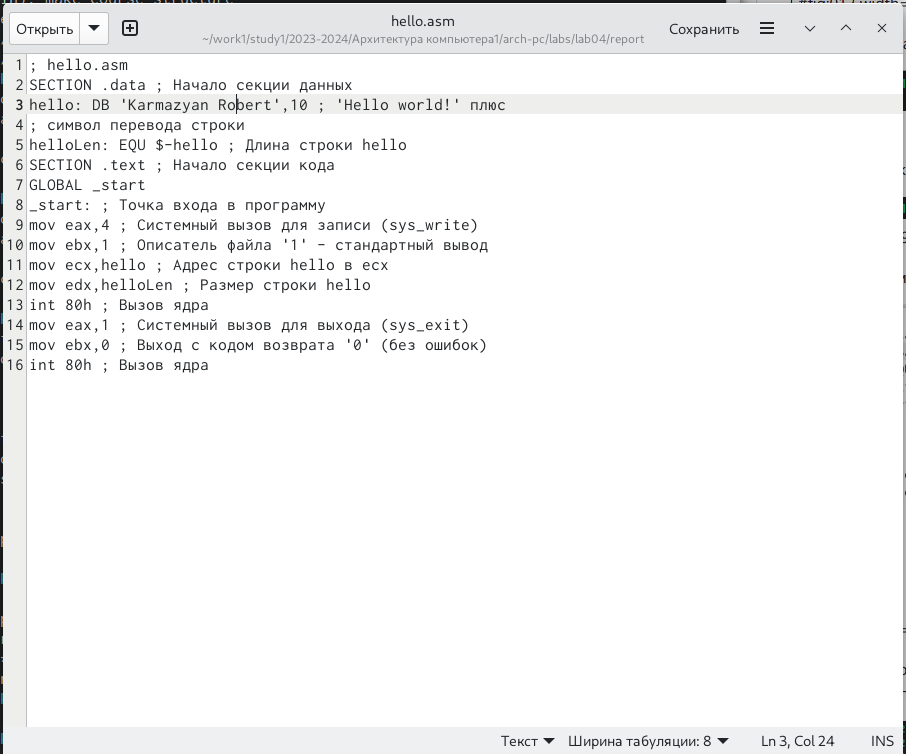 Открыть
hello.asm
~/work1/study1/2023-2024/Архитектура компьютера1/arch-pc/labs/lab04/report
Сохранить
1 ; hello.asm
2 SECTION .data ; Начало секции данных
3 hello: DB 'Karmazyan Robert',10 ; 'Hello world!' плюс
4 ; символ перевода строки
5 helloLen: EQU $-hello ; Длина строки hello
6 SECTION .text ; Начало секции кода
7 GLOBAL _start
8 _start: ; Точка входа в программу
9 mov eax,4 ; Системный вызов для записи (sys_write)
10 mov ebx,1 ; Описатель файла '1' - стандартный вывод
11 mov ecx,hello ; Адрес строки hello в ecx
12 mov edx,helloLen ; Размер строки hello
13 int 80h ; Вызов ядра
14 mov eax,1 ; Системный вызов для выхода (sys_exit)
15 mov ebx,0 ; Выход с кодом возврата '0' (без ошибок)
16 int 80h ; Вызов ядра
Текст Ширина табуляции: 8 Ln 3, Col 24 INS